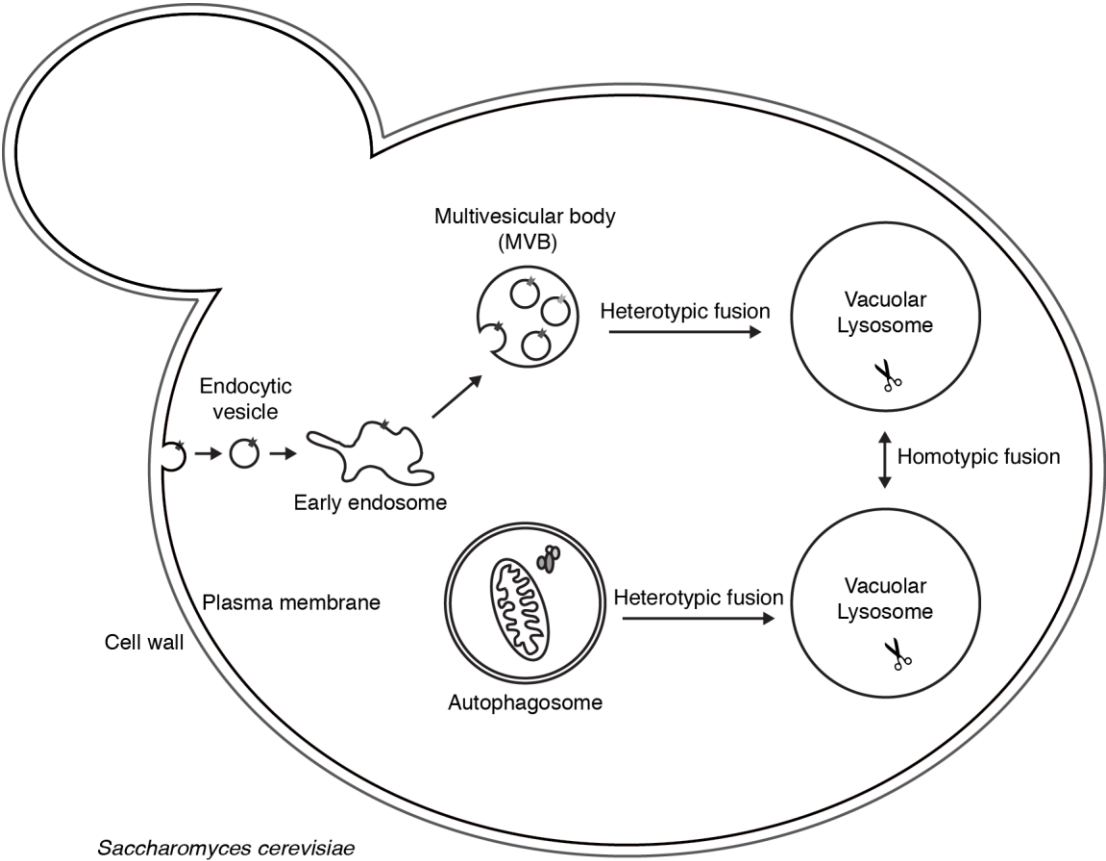 Multivesicular body
(MVB)
Heterotypic fusion
Vacuolar
Lysosome
Endocytic
vesicle
Early endosome
Homotypic fusion
Plasma membrane
Cell wall
Autophagosome
Heterotypic fusion
Vacuolar
Lysosome
Saccharomyces cerevisiae